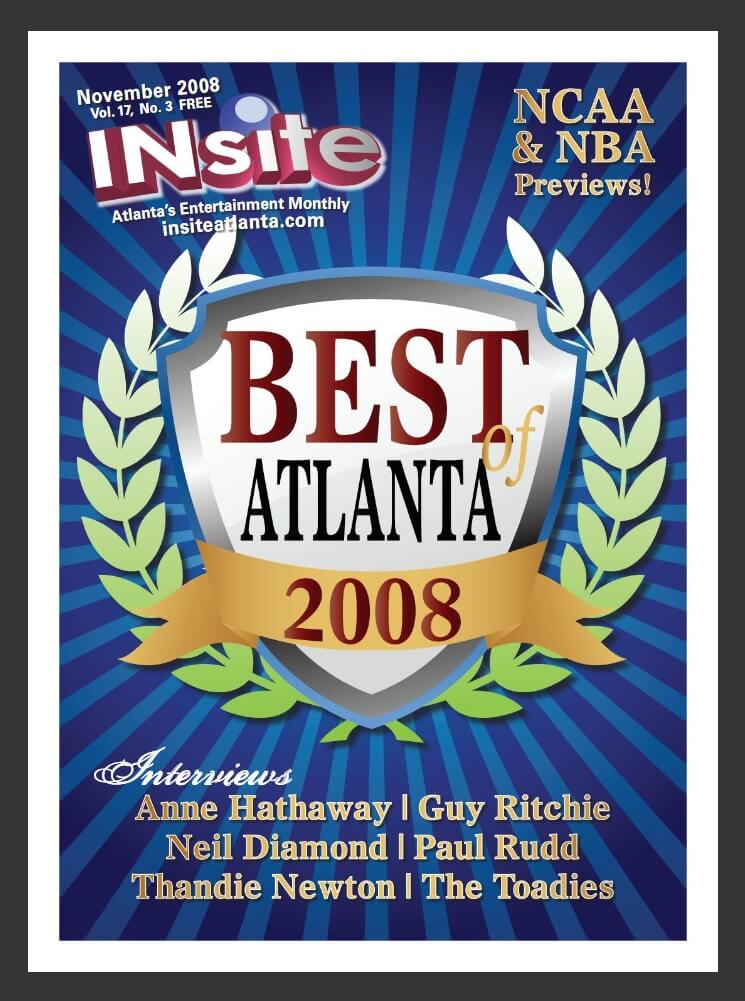 November 2008
Vol. 17, No. 3 FREE
INsite
Atlanta's Entertainment Monthly
insiteatlanta.com
NCAA
& NBA
Previews!
BEST
of
ATLANTA
2008
Interviews
Anne Hathaway | Guy Ritchie
Neil Diamond | Paul Rudd
Thandie Newton | The Toadies